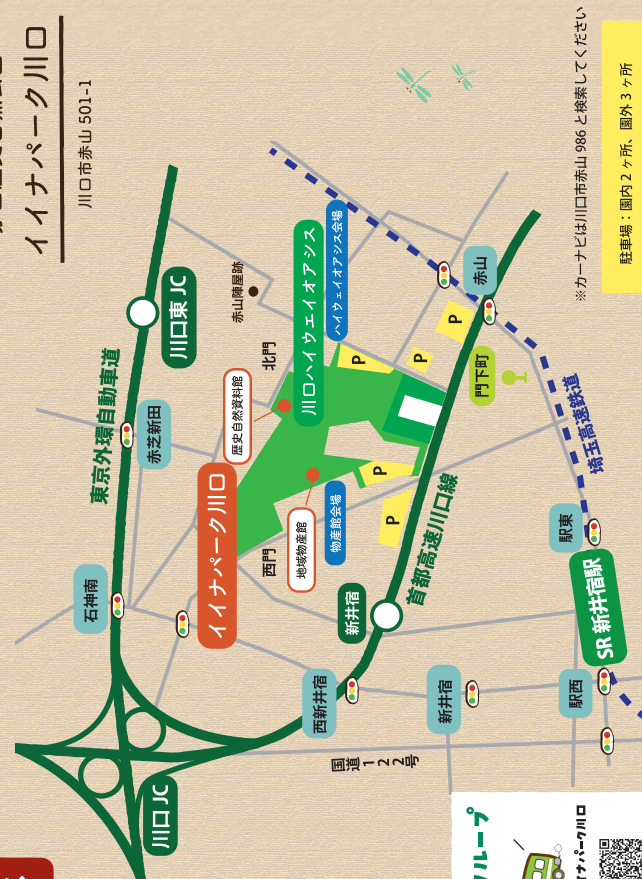 イイナパーク川口
川口市赤山 501-1
※カーナビは川口市赤山 986 と検索してください
駐車場：園内 2 ヶ所、園外 3 ヶ所
川口東 JC
東京外環自動車道
赤芝新田
石神南
川口 JC
赤山陣屋跡
北門
歴史自然資料館
川口ハイウエイオアシス
ハイウェイオアシス会場
イイナパーク川口
西門
地域物産館
物産館会場
P
P
P
P
P
赤山
門下町
首都高速川口線
埼玉高速鉄道
新井宿
西新井宿
新井宿
国道122号
駅東
SR 新井宿駅
駅西
ループ